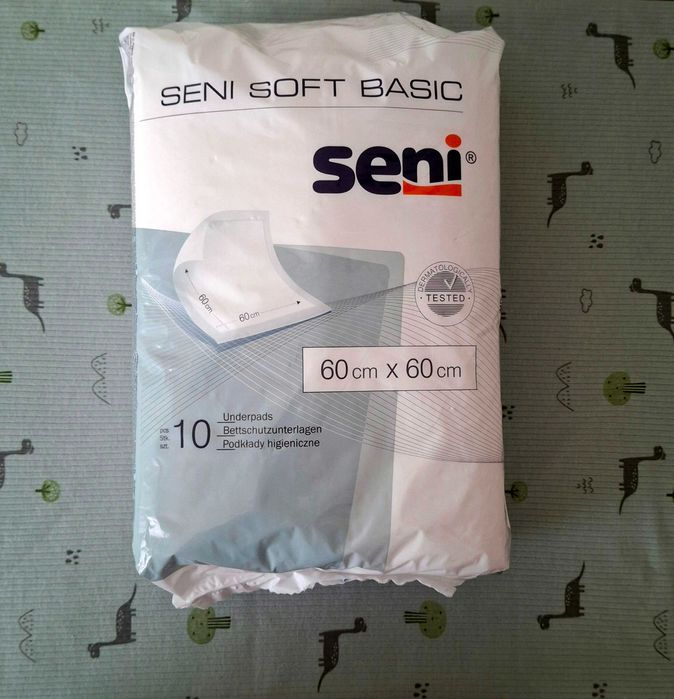 SENI SOFT BASIC
seni®
60cm
60cm
DERMATOLOGICALLY
TESTED
60 cm x 60 cm
pcs
Stk.
szt.
10
Underpads
Bettschutzunterlagen
Podkłady higieniczne